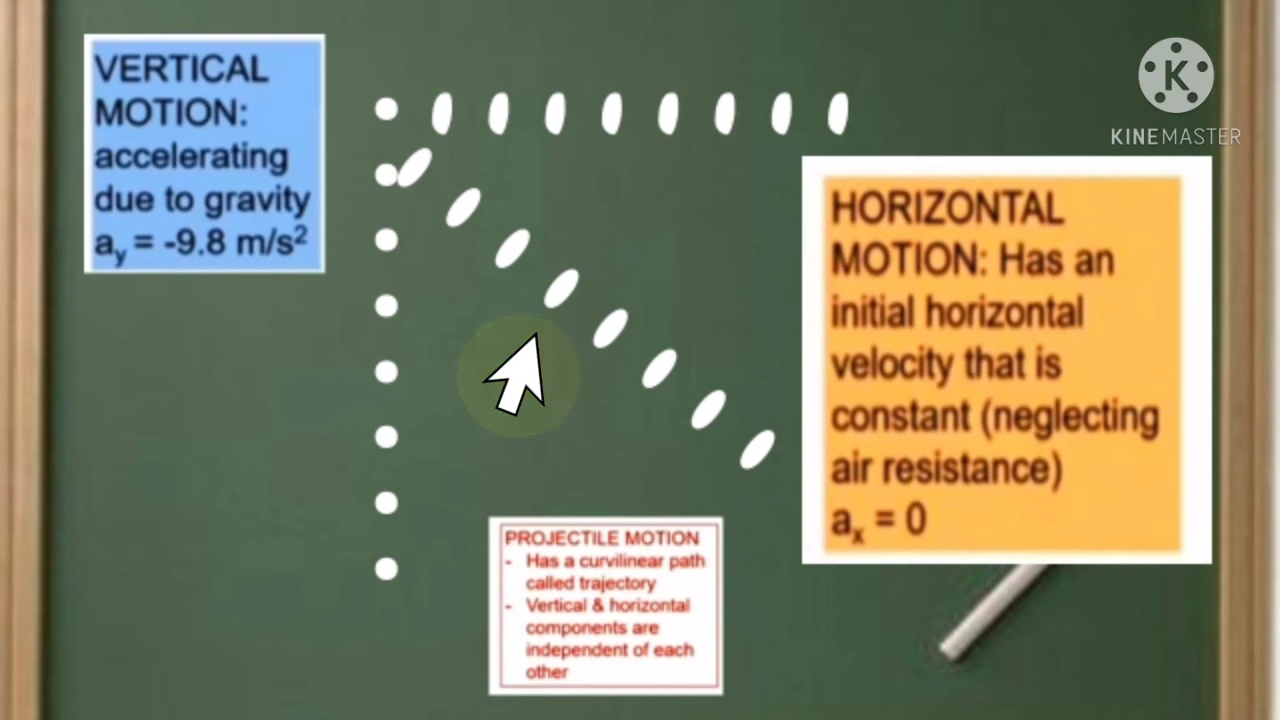 VERTICAL
MOTION:
accelerating
due to gravity
ay = -9.8 m/s²
K
KINEMASTER
HORIZONTAL
MOTION: Has an
initial horizontal
velocity that is
constant (neglecting
air resistance)
ax = 0
PROJECTILE MOTION
- Has a curvilinear path
called trajectory
- Vertical & horizontal
components are
independent of each
other